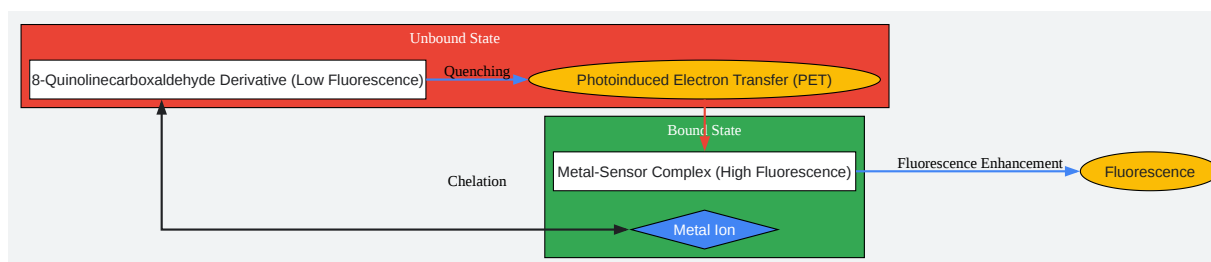 Unbound State
8-Quinolinecarboxaldehyde Derivative (Low Fluorescence)
Quenching
Photoinduced Electron Transfer (PET)
Bound State
Metal-Sensor Complex (High Fluorescence)
Fluorescence Enhancement
Fluorescence
Chelation
Metal Ion